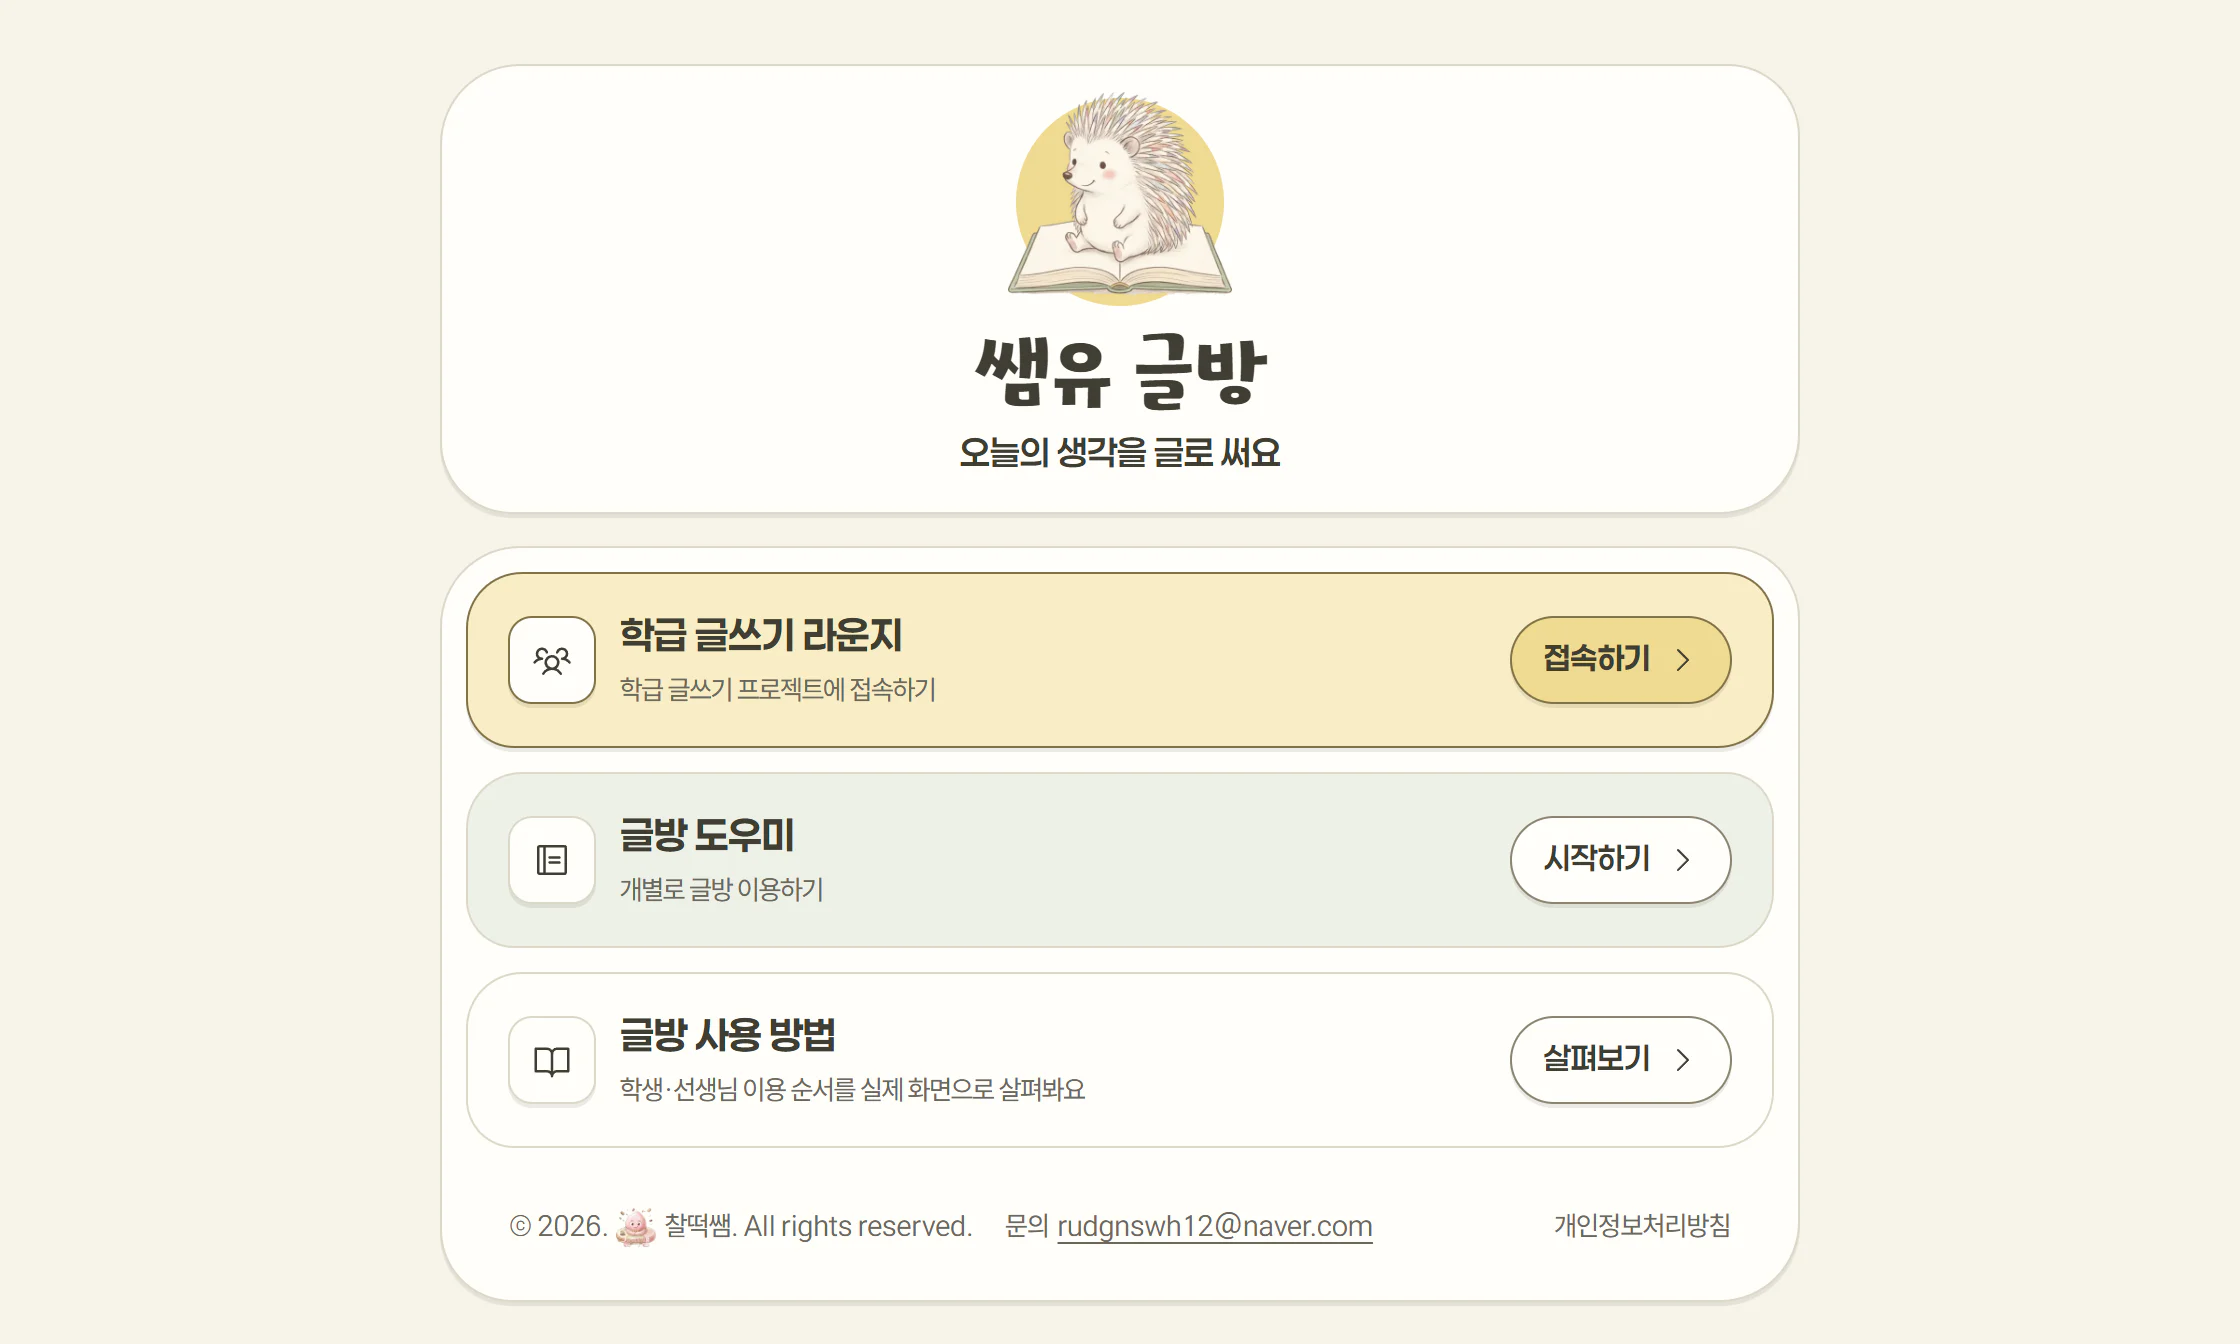 쌤유 글방
오늘의 생각을 글로 써요
학급 글쓰기 라운지
학급 글쓰기 프로젝트에 접속하기
접속하기
글방 도우미
개별로 글방 이용하기
시작하기
글방 사용 방법
학생·선생님 이용 순서를 실제 화면으로 살펴봐요
살펴보기
© 2026. 찰떡쌤. All rights reserved. 문의 rudgnswh12@naver.com 개인정보처리방침